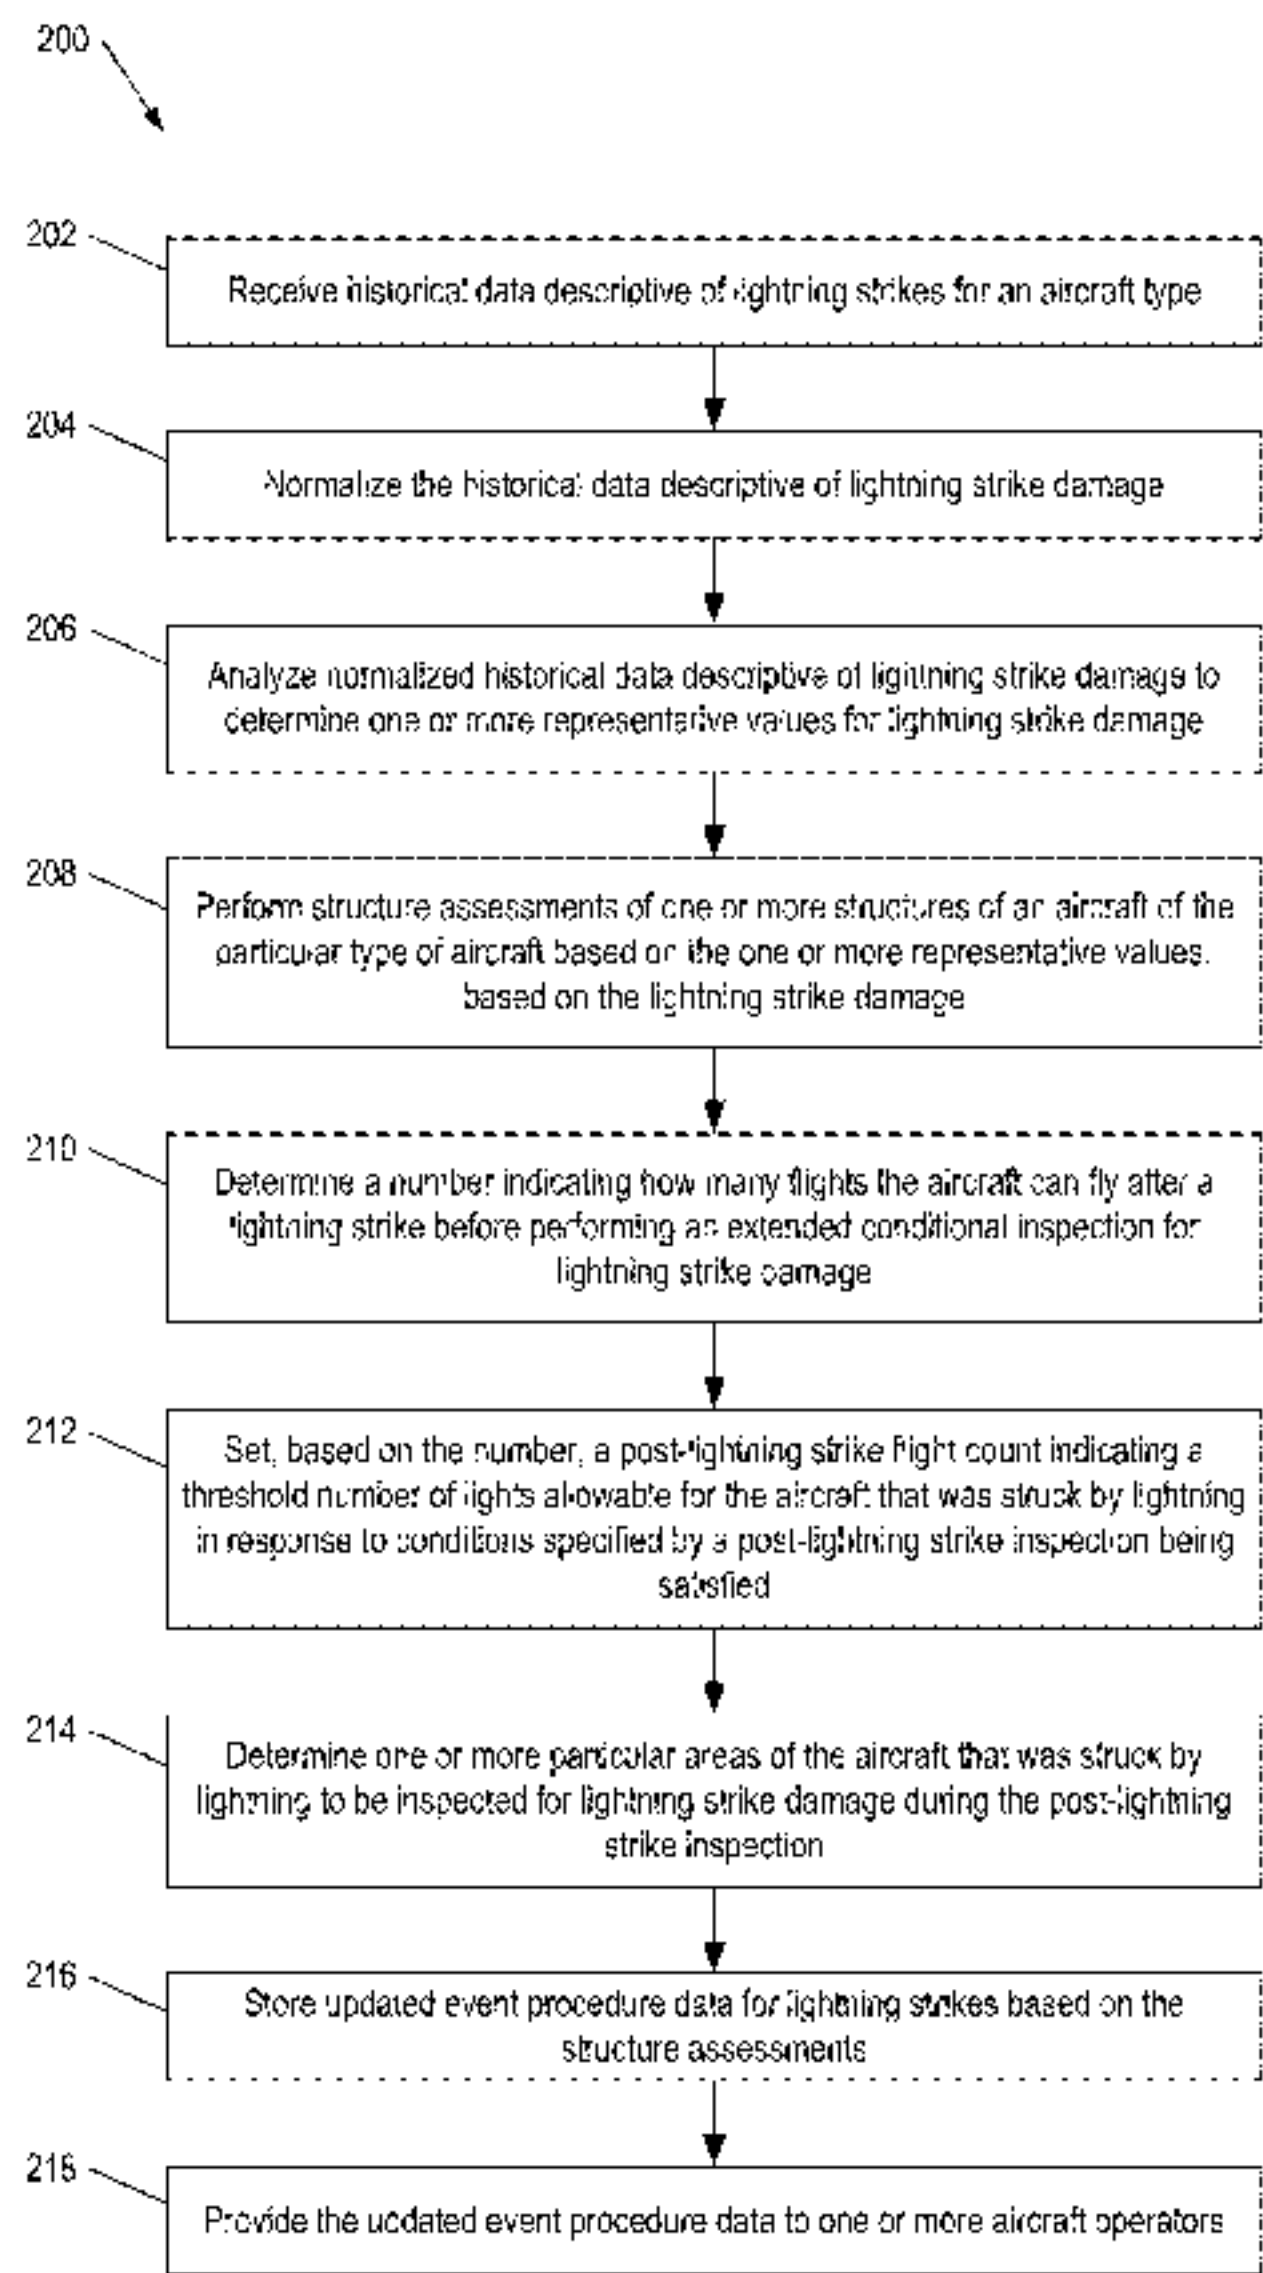 200
202
Receive historical data descriptive of lightning strikes for an aircraft type
204
Normalize the historical data descriptive of lightning strike damage
206
Analyze normalized historical data descriptive of lightning strike damage to
determine one or more representative values for lightning strike damage
208
Perform structure assessments of one or more structures of an aircraft of the
particular type of aircraft based on the one or more representative values,
based on the lightning strike damage
210
Determine a number indicating how many flights the aircraft can fly after a
lightning strike before performing an extended conditional inspection for
lightning strike damage
212
Set, based on the number, a post-lightning strike flight count indicating a
threshold number of flights allowable for the aircraft that was struck by lightning
in response to conditions specified by a post-lightning strike inspection being
satisfied
214
Determine one or more particular areas of the aircraft that was struck by
lightning to be inspected for lightning strike damage during the post-lightning
strike inspection
216
Store updated event procedure data for lightning strikes based on the
structure assessments
218
Provide the updated event procedure data to one or more aircraft operators